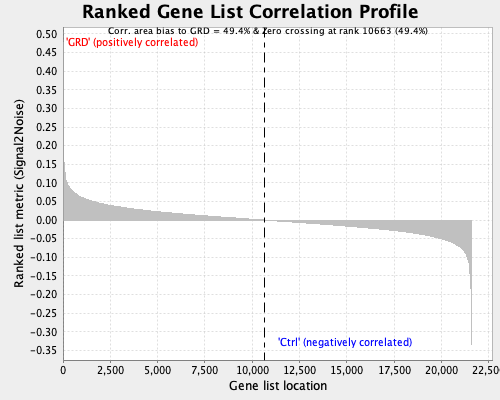 Ranked Gene List Correlation Profile
Corr. area bias to GRD = 49.4% & Zero crossing at rank 10663 (49.4%)
'GRD' (positively correlated)
0.50
0.45
0.40
0.35
0.30
0.25
0.20
0.15
0.10
0.05
0.00
-0.05
-0.10
-0.15
-0.20
-0.25
-0.30
-0.35
Ranked list metric (Signal2Noise)
'Ctrl' (negatively correlated)
0 2,500 5,000 7,500 10,000 12,500 15,000 17,500 20,000 22,500
Gene list location